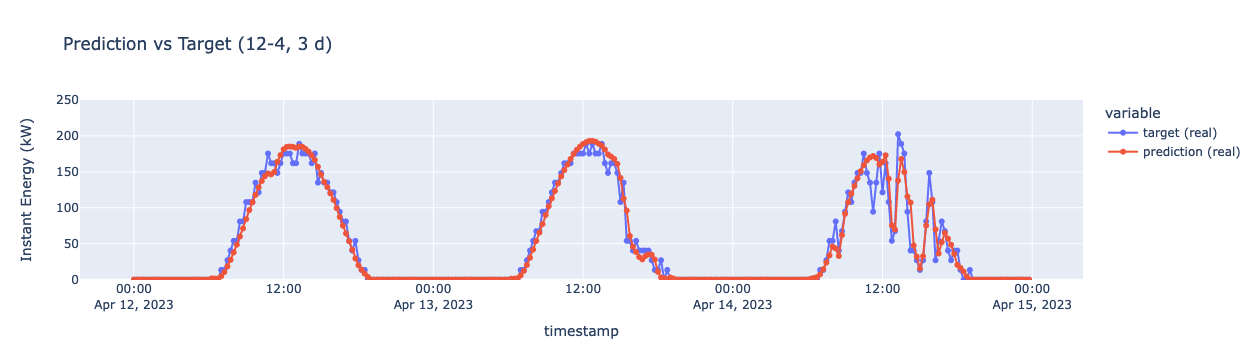 Prediction vs Target (12-4, 3 d)
250
200
150
100
50
0
Instant Energy (kW)
00:00
Apr 12, 2023
12:00
00:00
Apr 13, 2023
12:00
00:00
Apr 14, 2023
12:00
00:00
Apr 15, 2023
timestamp
variable
target (real)
prediction (real)